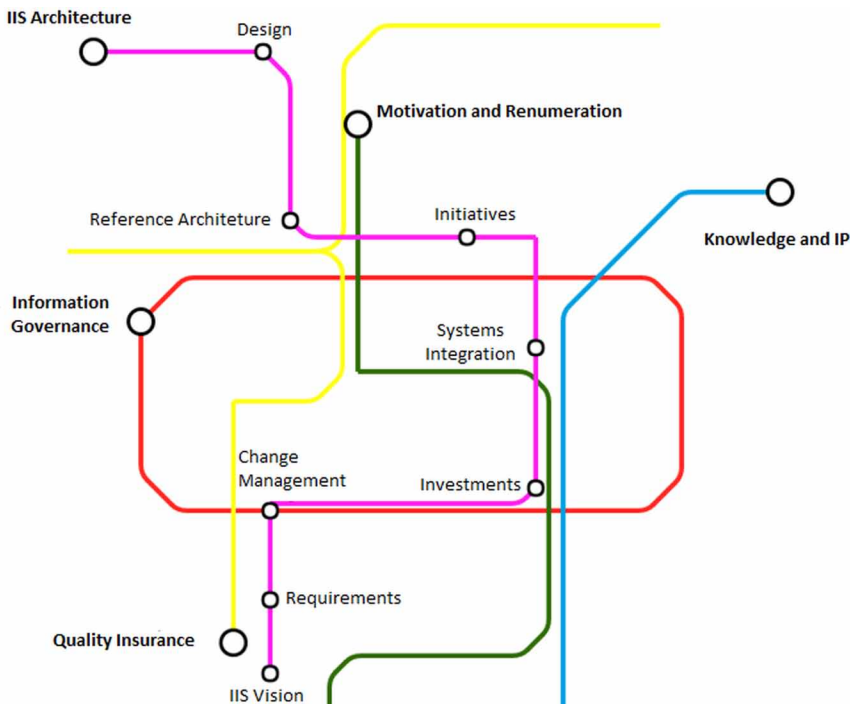 IIS Architecture
Design
Motivation and Renumeration
Reference Architeture
Initiatives
Knowledge and IP
Information
Governance
Systems
Integration
Change
Management
Investments
Requirements
Quality Insurance
IIS Vision